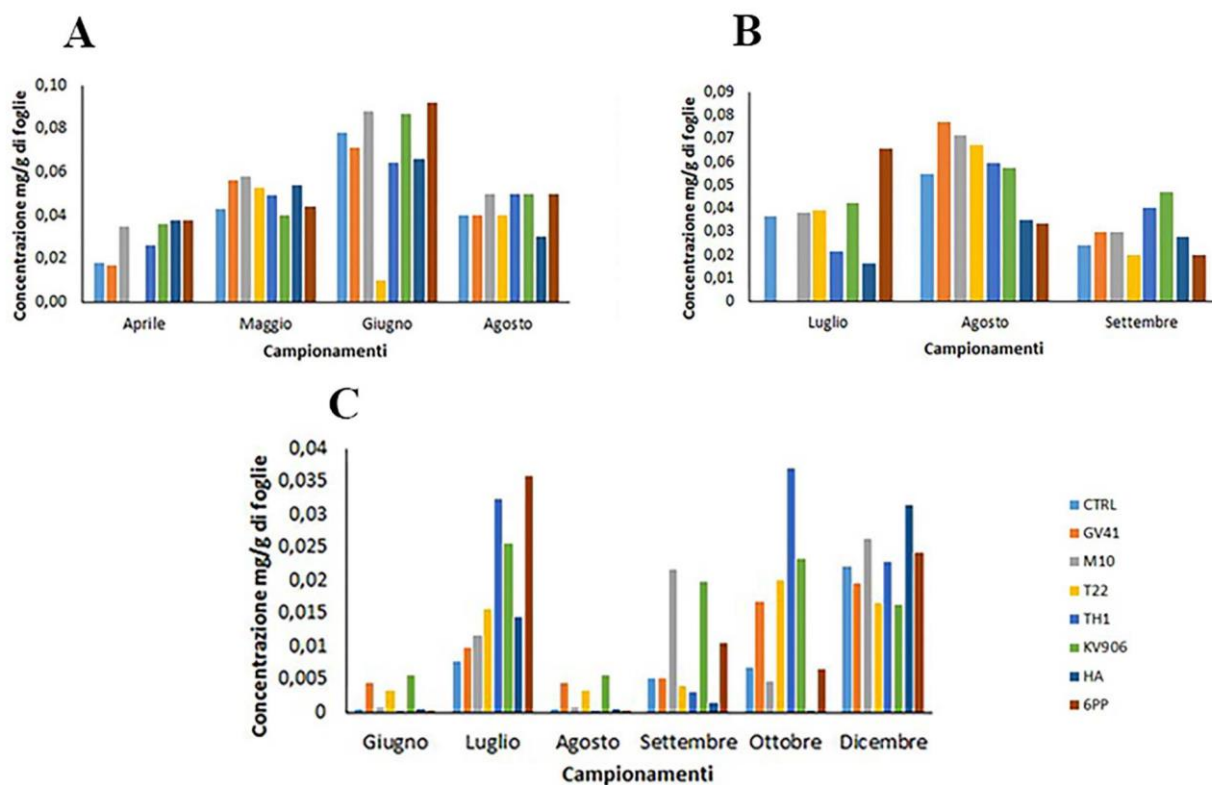 A
Concentrazione mg/g di foglie
0,10
0,08
0,06
0,04
0,02
0,00
Aprile Maggio Giugno Agosto
Campionamenti
B
Concentrazione mg/g di foglie
0,09
0,08
0,07
0,06
0,05
0,04
0,03
0,02
0,01
0
Luglio Agosto Settembre
Campionamenti
C
Concentrazione mg/g di foglie
0,04
0,035
0,03
0,025
0,02
0,015
0,01
0,005
0
Giugno Luglio Agosto Settembre Ottobre Dicembre
Campionamenti
CTRL
GV41
M10
T22
TH1
KV906
HA
6PP